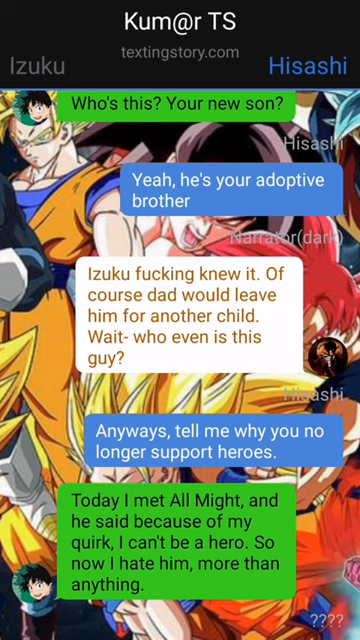 Kum@r TS
textingstory.com
Izuku
Hisashi
Who's this? Your new son?
Hisashi
Yeah, he's your adoptive
brother
Narrator(dark)
Izuku fucking knew it. Of
course dad would leave
him for another child.
Wait- who even is this
guy?
Hisashi
Anyways, tell me why you no
longer support heroes.
Today I met All Might, and
he said because of my
quirk, I can't be a hero. So
now I hate him, more than
anything.
????